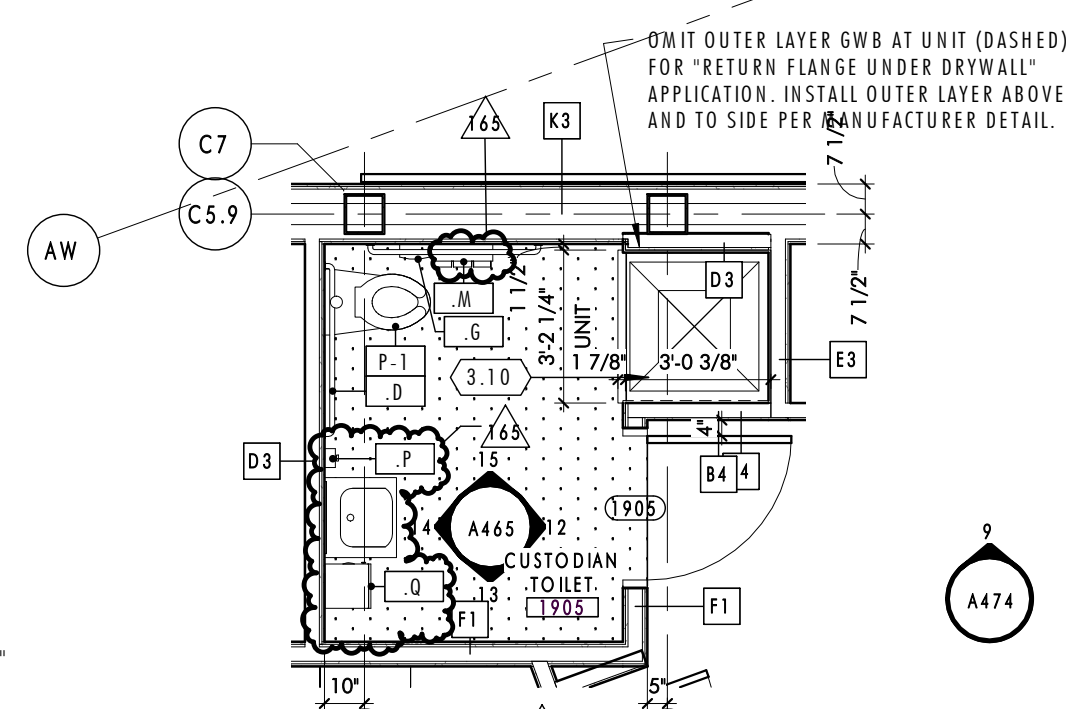 OMIT OUTER LAYER GWB AT UNIT (DASHED)
FOR "RETURN FLANGE UNDER DRYWALL"
APPLICATION. INSTALL OUTER LAYER ABOVE
AND TO SIDE PER MANUFACTURER DETAIL.
165
K3
C7
7 1/2"
C5.9
AW
D3
.M
1 1/2"
7 1/2"
.G
3'-2 1/4"
UNIT
P-1
.D
3.10
1 7/8"
3'-0 3/8"
E3
165
4"
D3
.P
15
B4
4
1905
4
A465
12
9
CUSTODIAN
TOILET
1905
.Q
13
F1
F1
A474
"
10"
5"